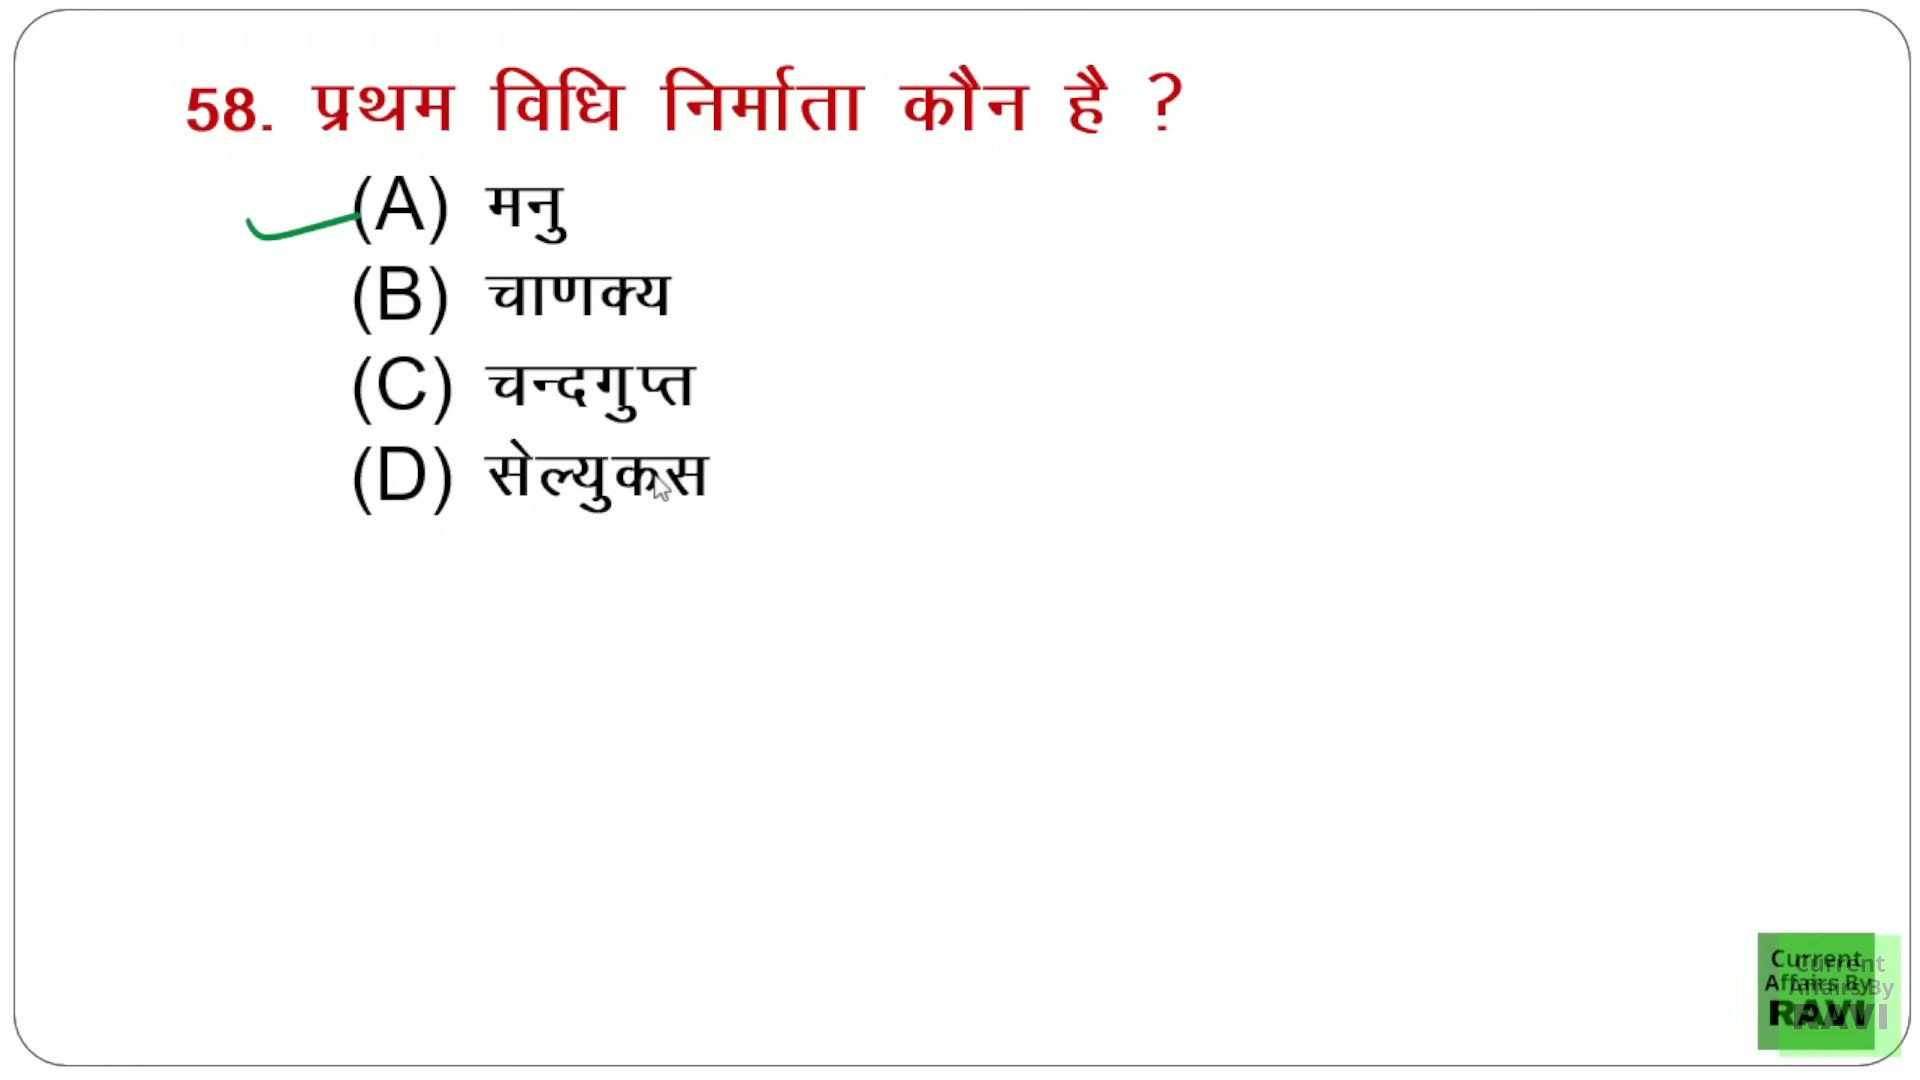 58. प्रथम विधि निर्माता कौन है ?
(A) मनु
(B) चाणक्य
(C) चन्दगुप्त
(D) सेल्युकस
Current
Affairs By
RAVI